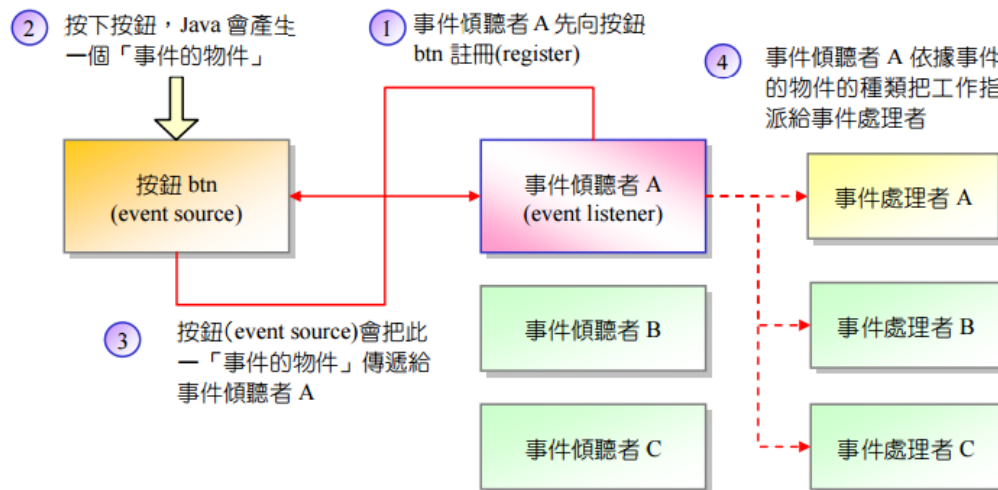 2
按下按鈕，Java 會產生
一個「事件的物件」
1
事件傾聽者 A 先向按鈕
btn 註冊(register)
4
事件傾聽者 A 依據事件
的物件的種類把工作指
派給事件處理者
按鈕 btn
(event source)
事件傾聽者 A
(event listener)
事件處理者 A
3
按鈕(event source)會把此
一「事件的物件」傳遞給
事件傾聽者 A
事件傾聽者 B
事件處理者 B
事件傾聽者 C
事件處理者 C